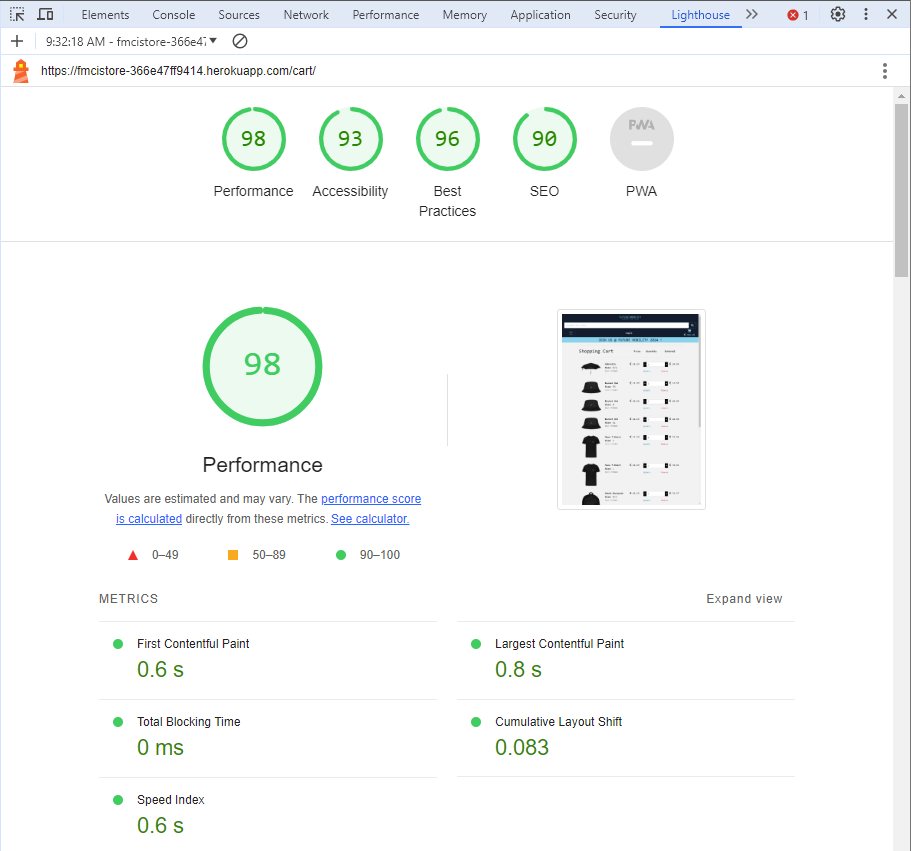 Elements Console Sources Network Performance Memory Application Security Lighthouse 1
9:32:18 AM - fmcistore-366e47
https://fmcistore-366e47ff9414.herokuapp.com/cart/
98 93 96 90 PWA
Performance Accessibility Best Practices SEO PWA
98
Performance
Values are estimated and may vary. The performance score
is calculated directly from these metrics. See calculator.
0–49 50–89 90–100
Shopping Cart
METRICS Expand view
First Contentful Paint
0.6 s
Largest Contentful Paint
0.8 s
Total Blocking Time
0 ms
Cumulative Layout Shift
0.083
Speed Index
0.6 s